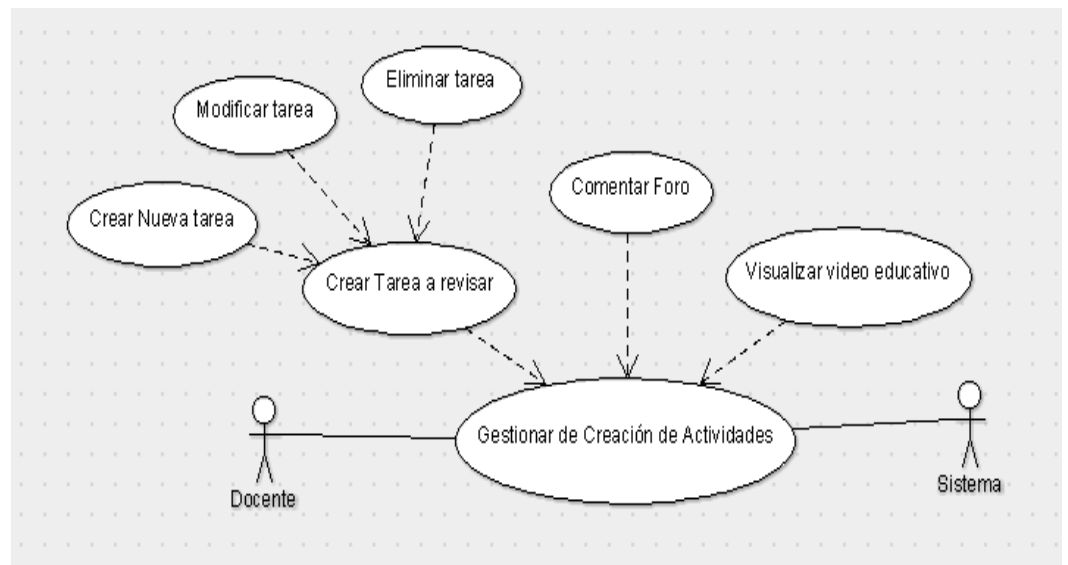 Eliminar tarea
Modificar tarea
Comentar Foro
Crear Nueva tarea
Visualizar video educativo
Crear Tarea a revisar
Gestionar de Creación de Actividades
Docente
Sistema